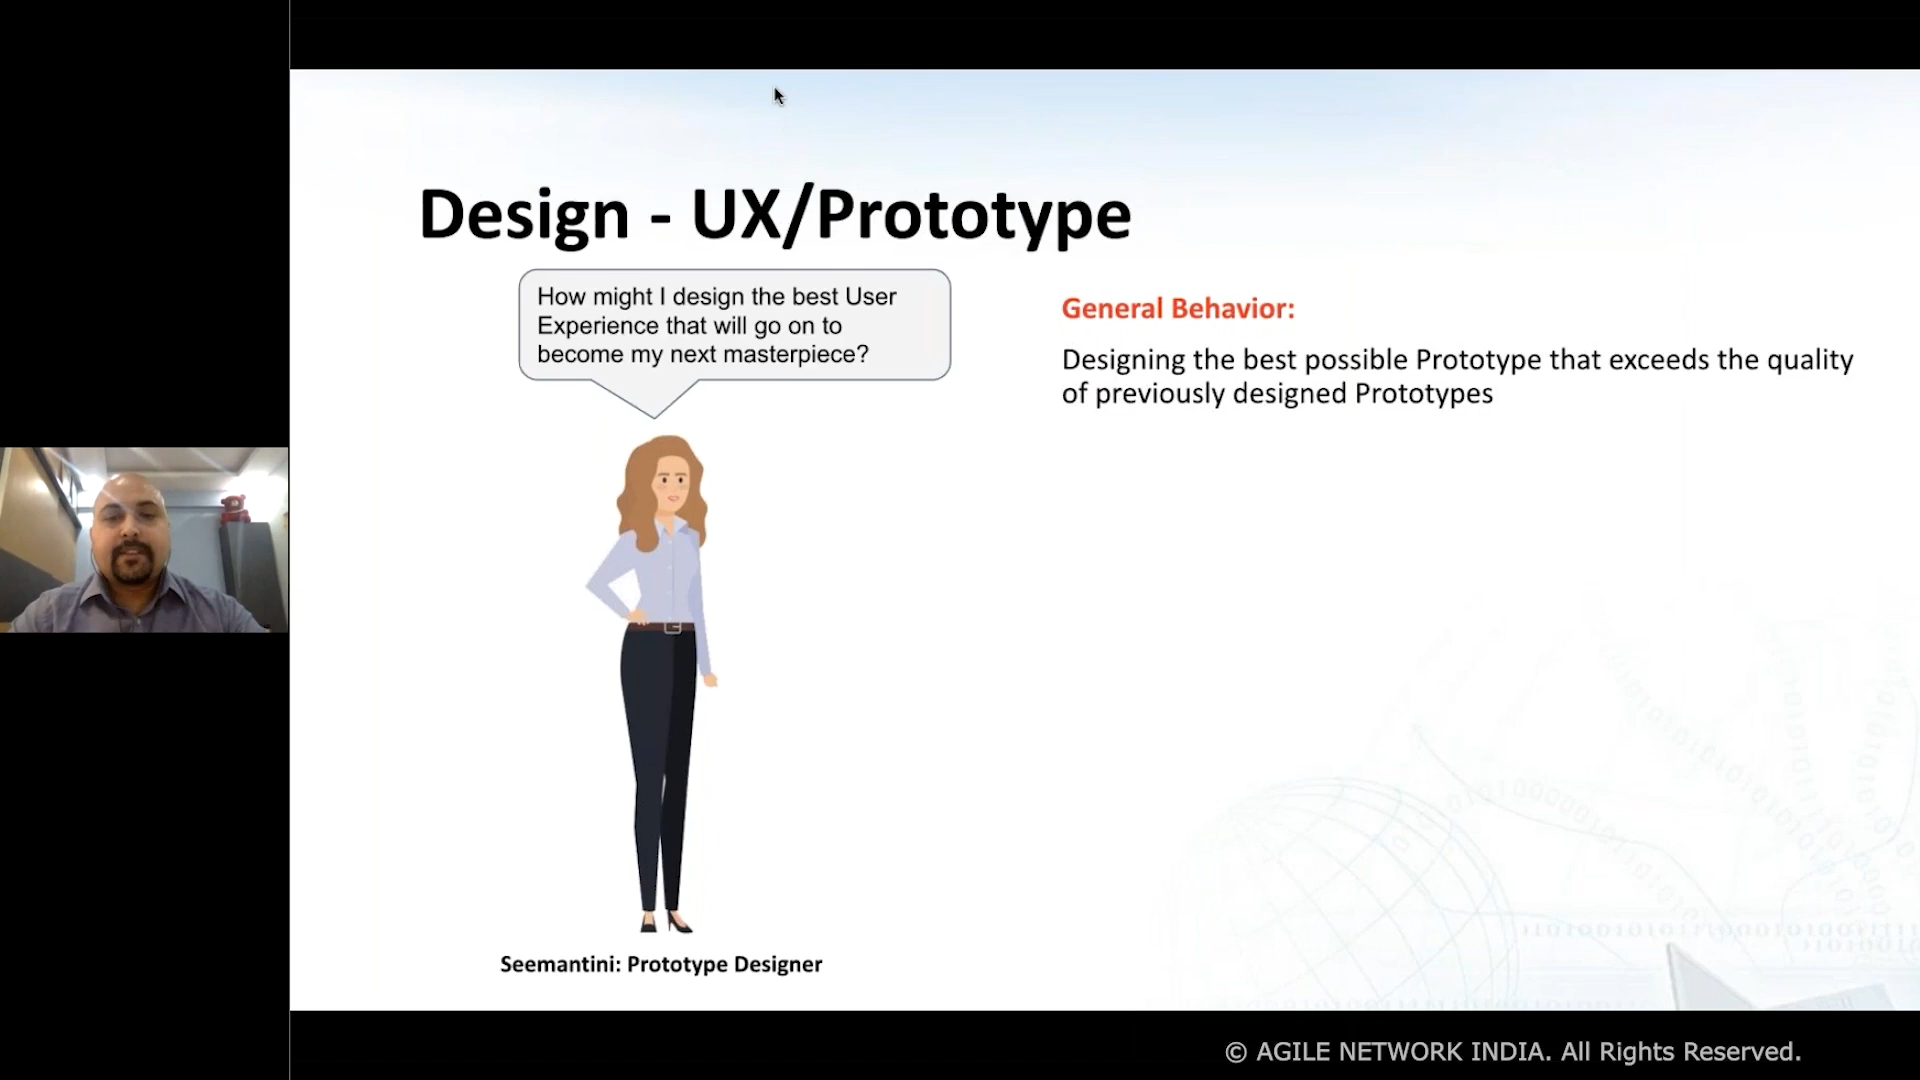 Design - UX/Prototype
How might I design the best User
Experience that will go on to
become my next masterpiece?
General Behavior:
Designing the best possible Prototype that exceeds the quality
of previously designed Prototypes
Seemantini: Prototype Designer
© AGILE NETWORK INDIA. All Rights Reserved.